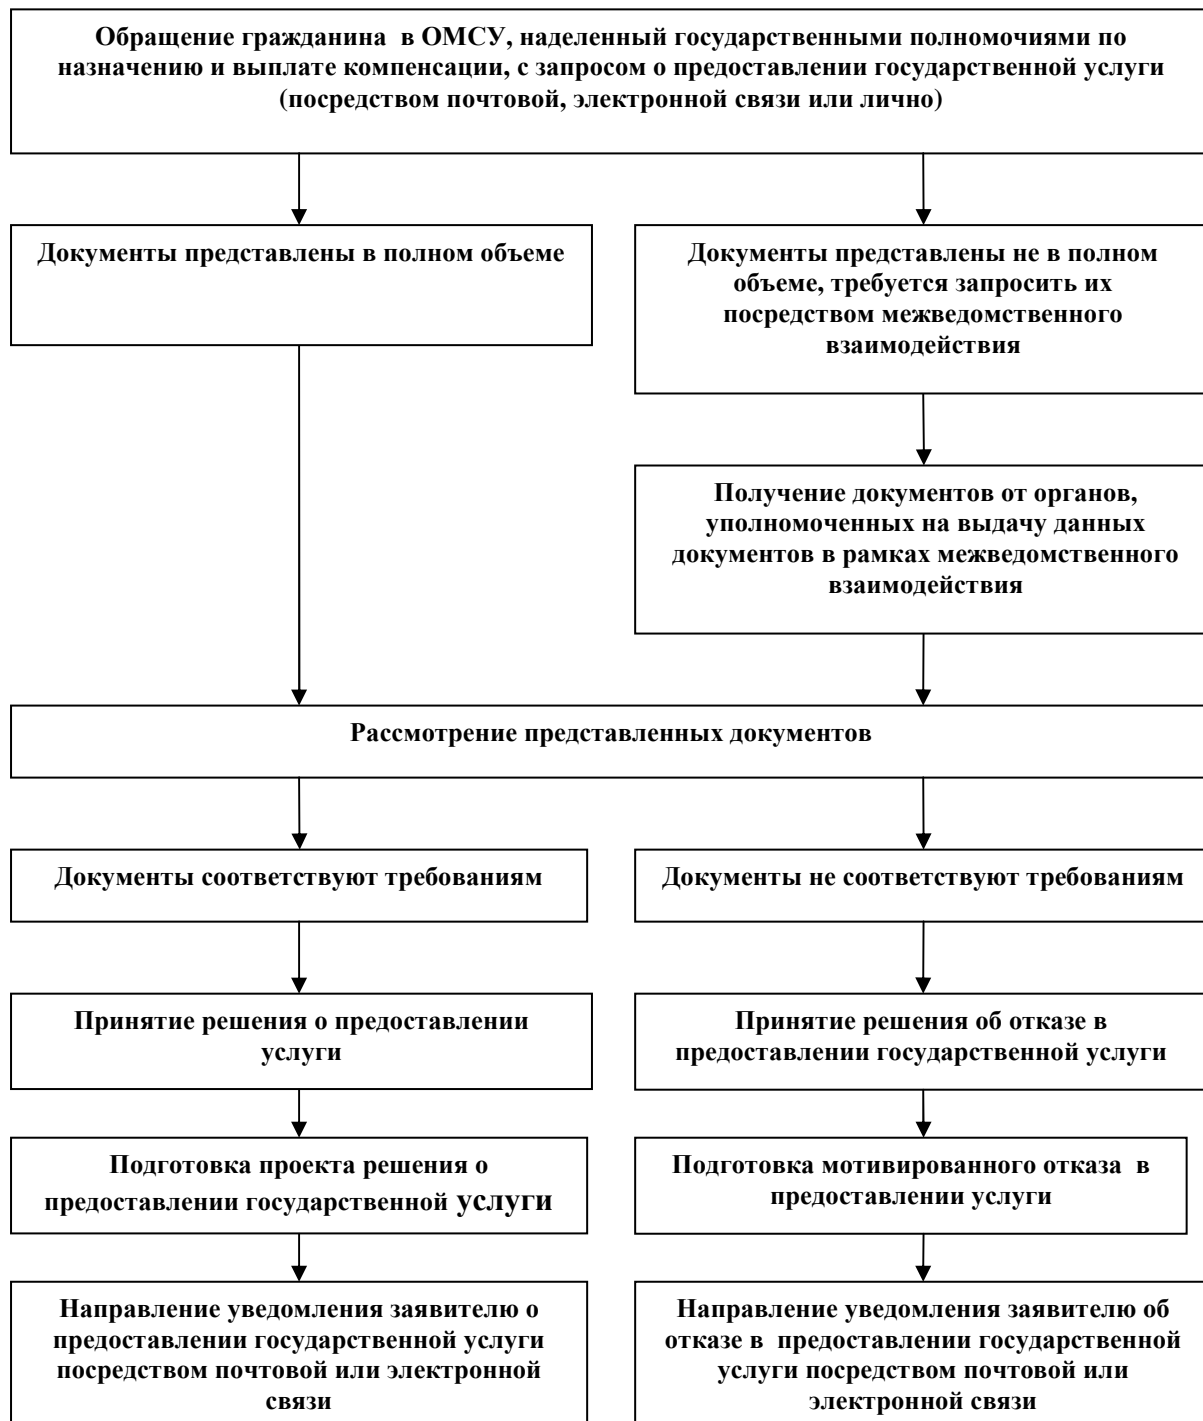 Обращение гражданина  в ОМСУ, наделенный государственными полномочиями по
назначению и выплате компенсации, с запросом о предоставлении государственной услуги
(посредством почтовой, электронной связи или лично)
Документы представлены в полном объеме
Документы представлены не в полном
объеме, требуется запросить их
посредством межведомственного
взаимодействия
Получение документов от органов,
уполномоченных на выдачу данных
документов в рамках межведомственного
взаимодействия
Рассмотрение представленных документов
Документы соответствуют требованиям
Документы не соответствуют требованиям
Принятие решения о предоставлении
услуги
Принятие решения об отказе в
предоставлении государственной услуги
Подготовка проекта решения о
предоставлении государственной услуги
Подготовка мотивированного отказа  в
предоставлении услуги
Направление уведомления заявителю о
предоставлении государственной услуги
посредством почтовой или электронной
связи
Направление уведомления заявителю об
отказе в  предоставлении государственной
услуги посредством почтовой или
электронной связи